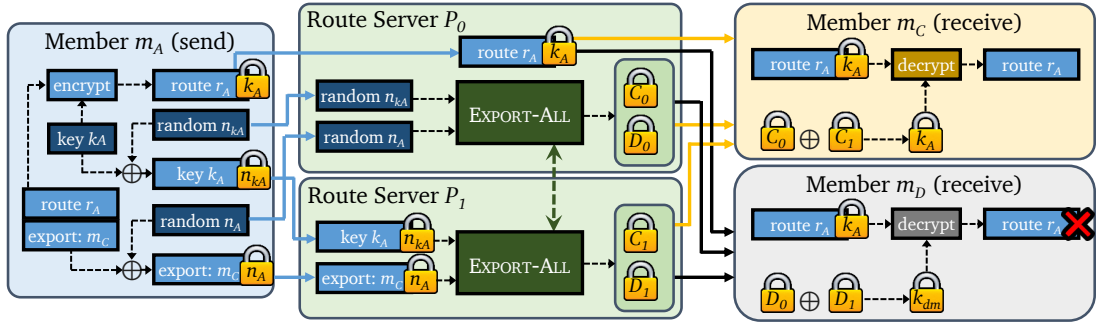 Member m_A (send)
encrypt
route r_A
k_A
key k_A
random n_kA
key k_A
n_kA
route r_A
export: m_C
random n_A
export: m_C
n_A
Route Server P_0
route r_A
k_A
random n_kA
random n_A
EXPORT-ALL
C_0
D_0
Route Server P_1
key k_A
n_kA
export: m_C
n_A
EXPORT-ALL
C_1
D_1
Member m_C (receive)
route r_A
k_A
decrypt
route r_A
C_0 ⊕ C_1
k_A
Member m_D (receive)
route r_A
k_A
decrypt
route r_A
D_0 ⊕ D_1
k_dm